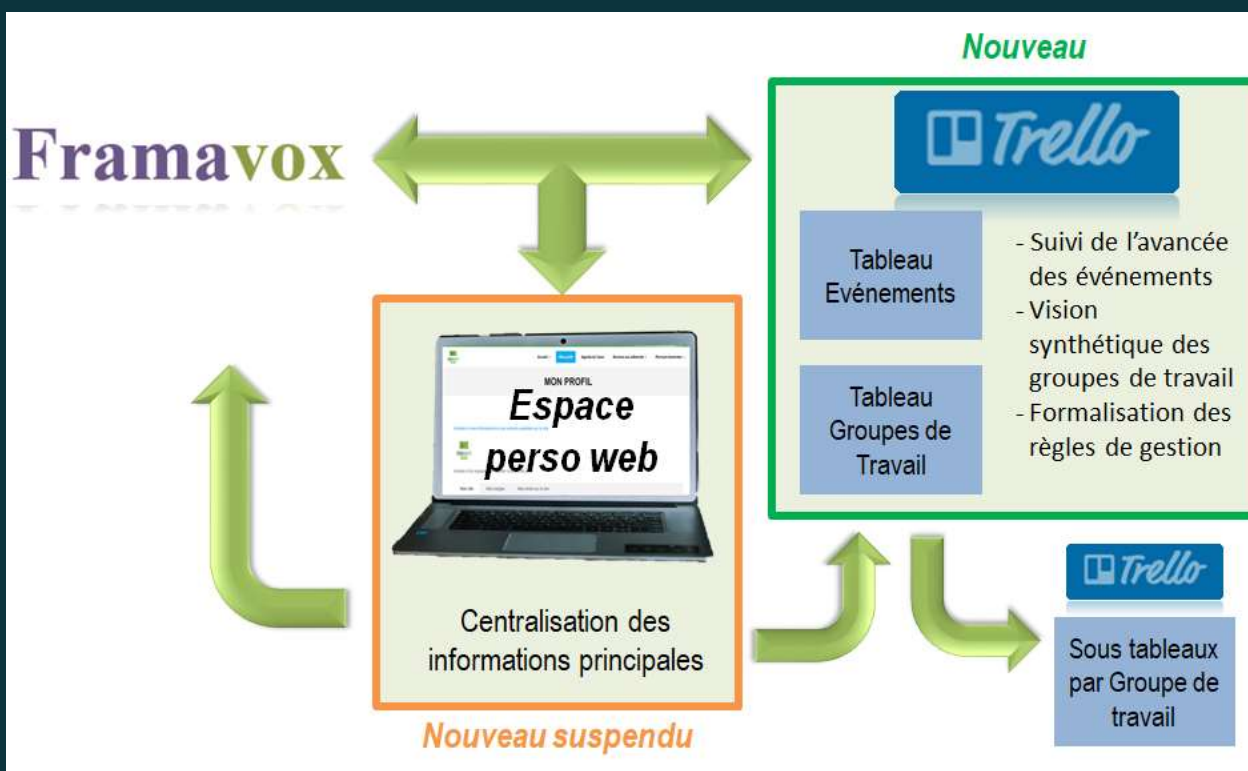 Nouveau
Framavox
Trello
Tableau
Evénements
- Suivi de l'avancée
des événements
- Vision
synthétique des
groupes de travail
- Formalisation des
règles de gestion
Tableau
Groupes de
Travail
MON PROFIL
Espace
perso web
Centralisation des
informations principales
Nouveau suspendu
Trello
Sous tableaux
par Groupe de
travail